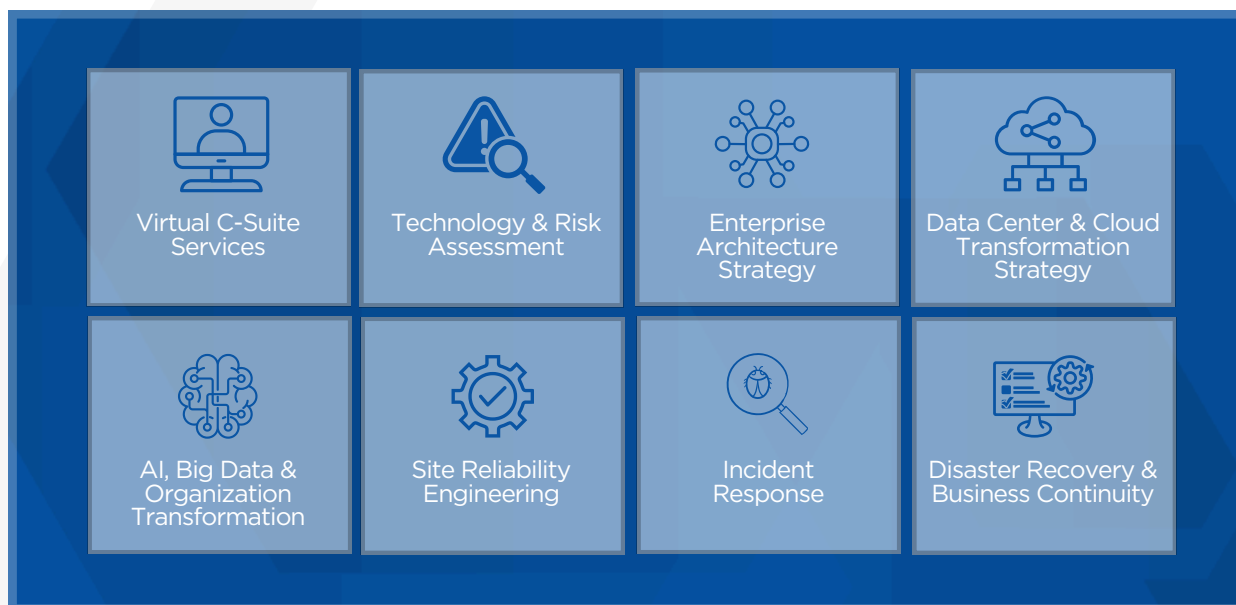 Virtual C-Suite
Services
Technology & Risk
Assessment
Enterprise
Architecture
Strategy
Data Center & Cloud
Transformation
Strategy
AI, Big Data &
Organization
Transformation
Site Reliability
Engineering
Incident
Response
Disaster Recovery &
Business Continuity